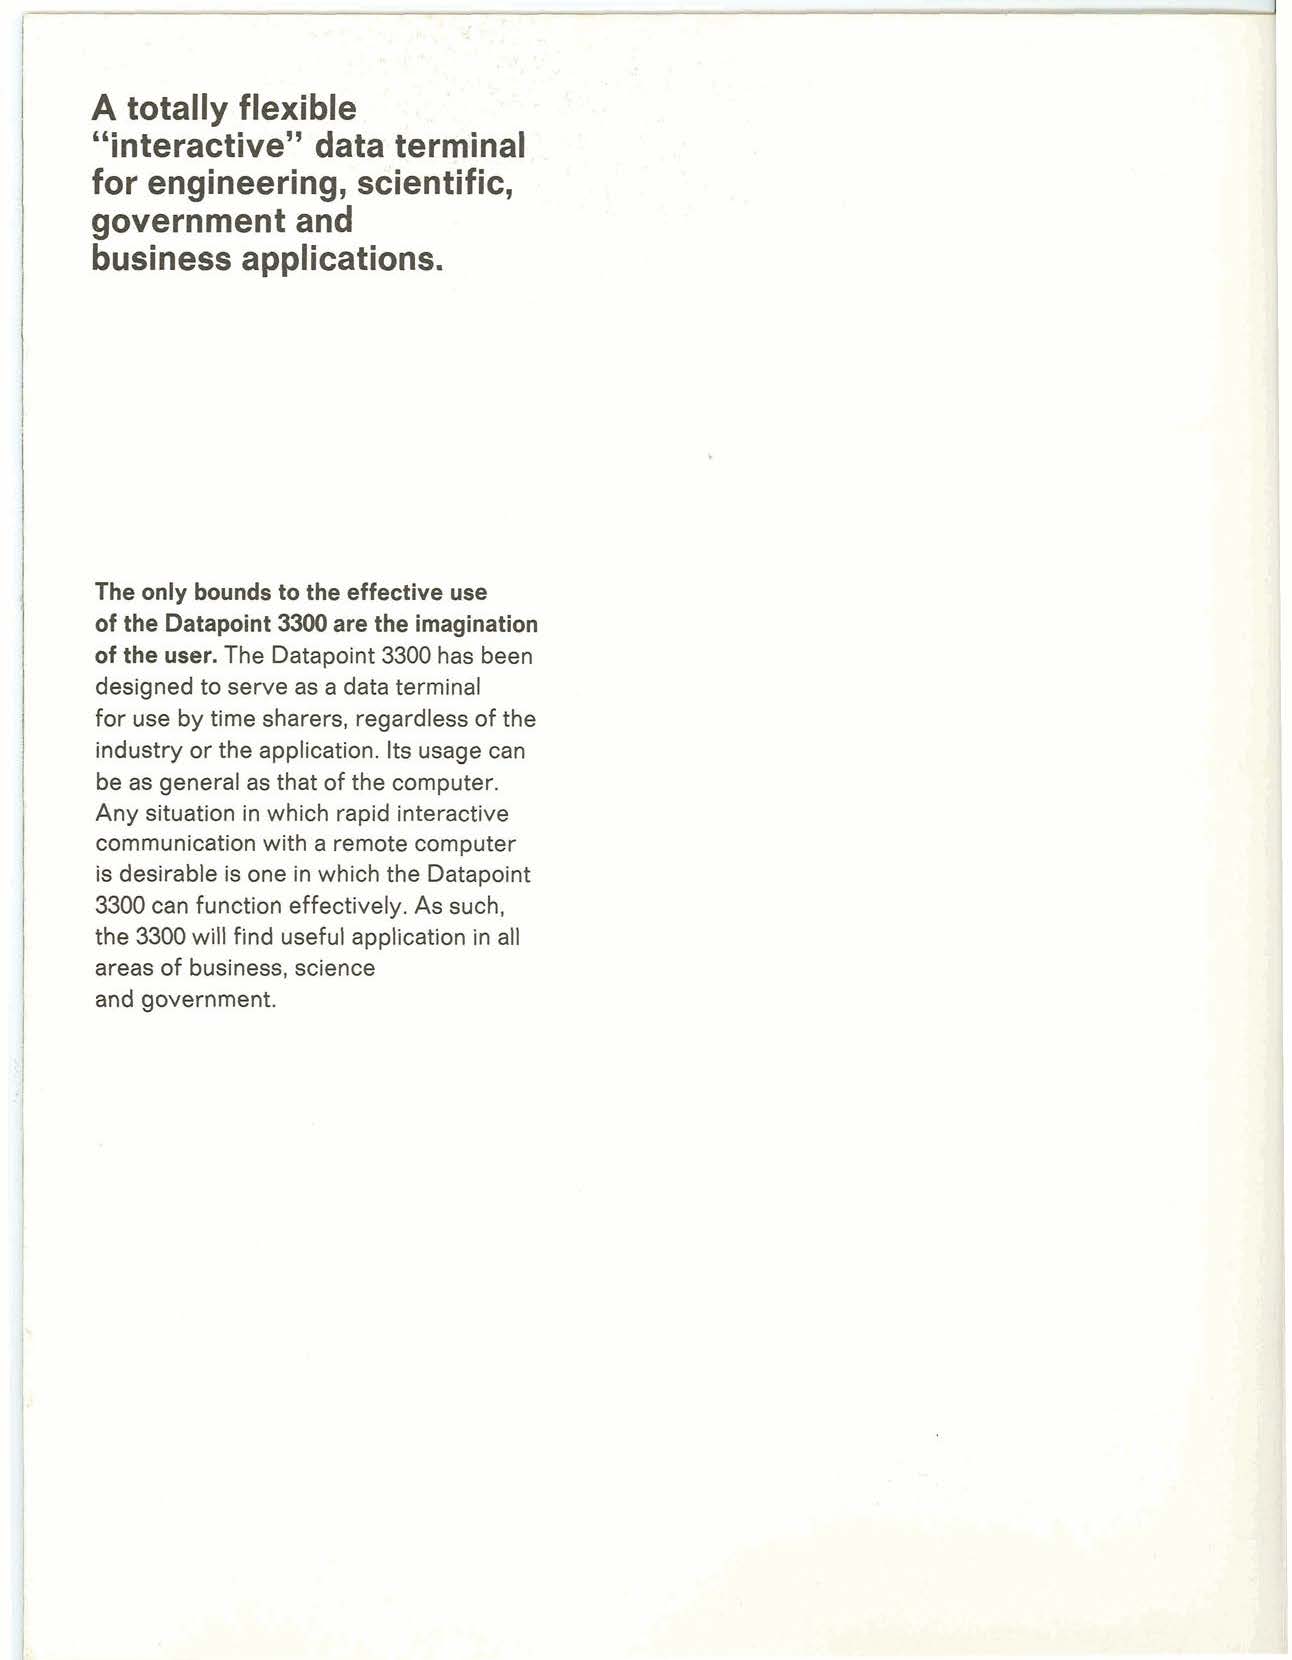 A totally flexible
“interactive” data terminal
for engineering, scientific,
government and
business applications.
The only bounds to the effective use
of the Datapoint 3300 are the imagination
of the user. The Datapoint 3300 has been
designed to serve as a data terminal
for use by time sharers, regardless of the
industry or the application. Its usage can
be as general as that of the computer.
Any situation in which rapid interactive
communication with a remote computer
is desirable is one in which the Datapoint
3300 can function effectively. As such,
the 3300 will find useful application in all
areas of business, science
and government.